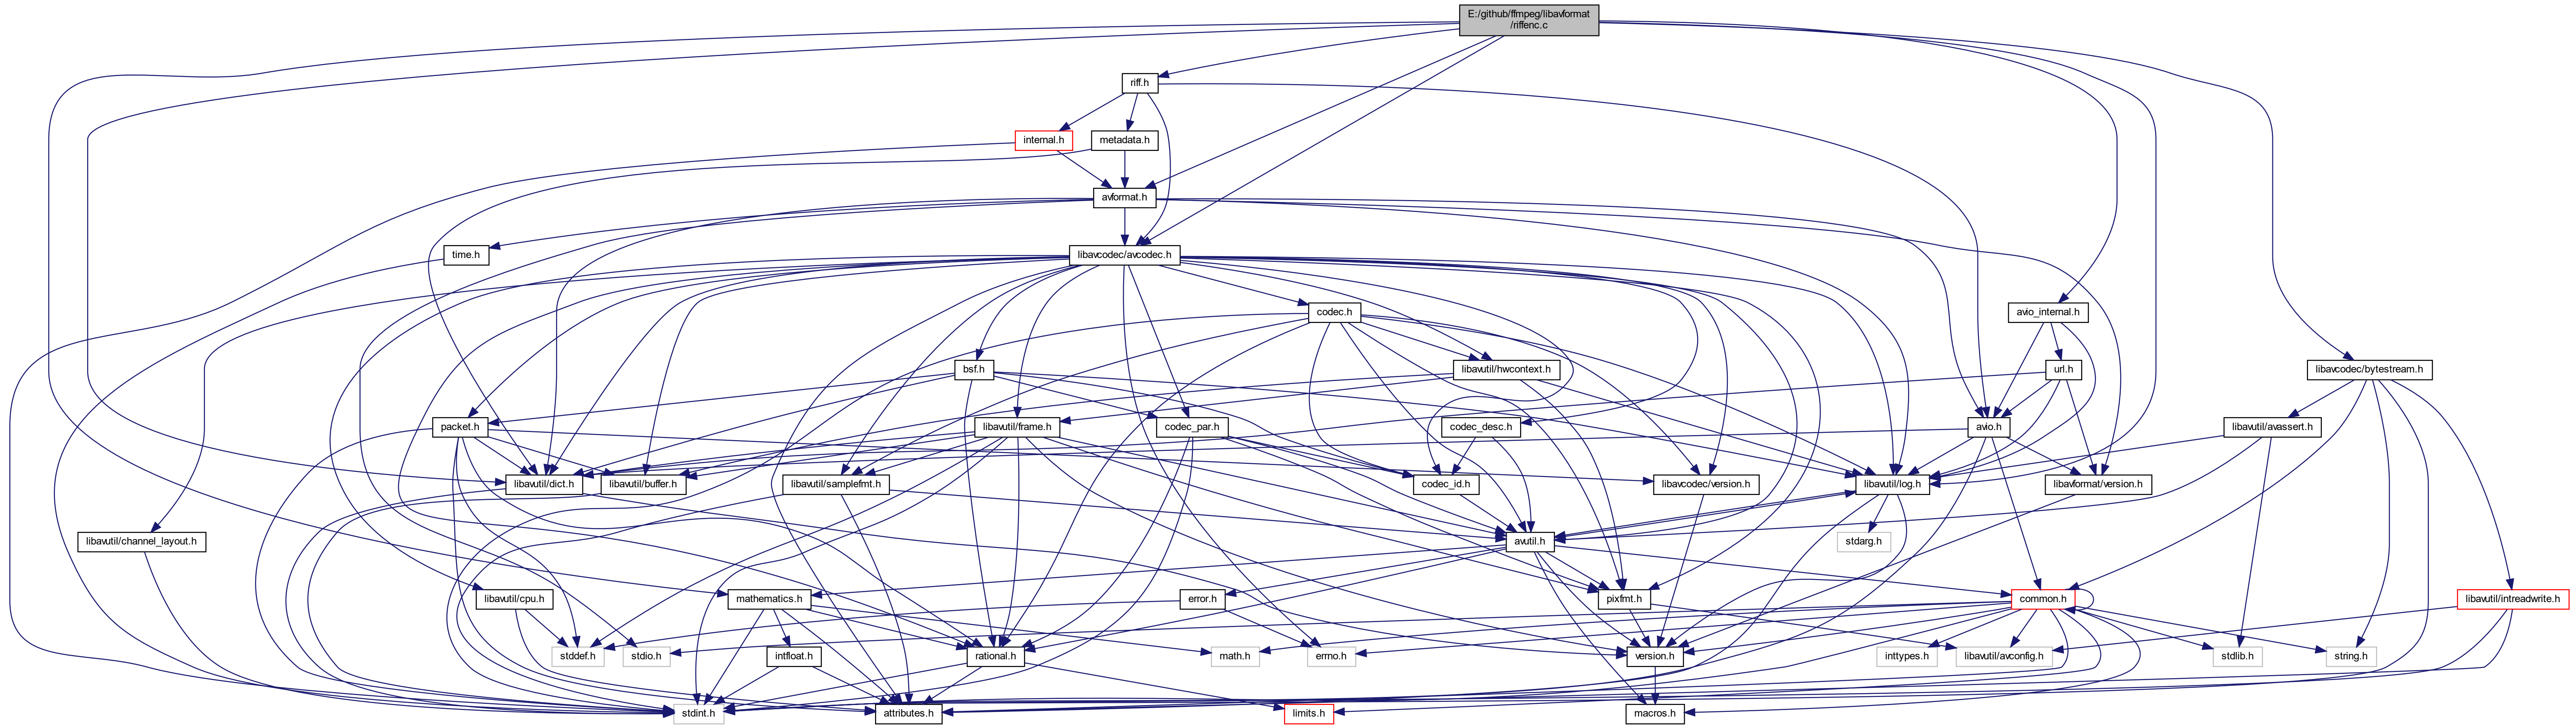 E:/github/ffmpeg/libavformat
/riffenc.c
riff.h
internal.h
metadata.h
avformat.h
time.h
libavcodec/avcodec.h
codec.h
avio_internal.h
bsf.h
libavutil/hwcontext.h
url.h
libavcodec/bytestream.h
packet.h
libavutil/frame.h
codec_par.h
codec_desc.h
avio.h
libavutil/avassert.h
libavutil/dict.h
libavutil/buffer.h
libavutil/samplefmt.h
codec_id.h
libavcodec/version.h
libavutil/log.h
libavformat/version.h
libavutil/channel_layout.h
avutil.h
stdarg.h
libavutil/cpu.h
mathematics.h
error.h
pixfmt.h
common.h
libavutil/intreadwrite.h
stddef.h
stdio.h
intfloat.h
rational.h
math.h
errno.h
version.h
inttypes.h
libavutil/avconfig.h
stdlib.h
string.h
stdint.h
attributes.h
limits.h
macros.h